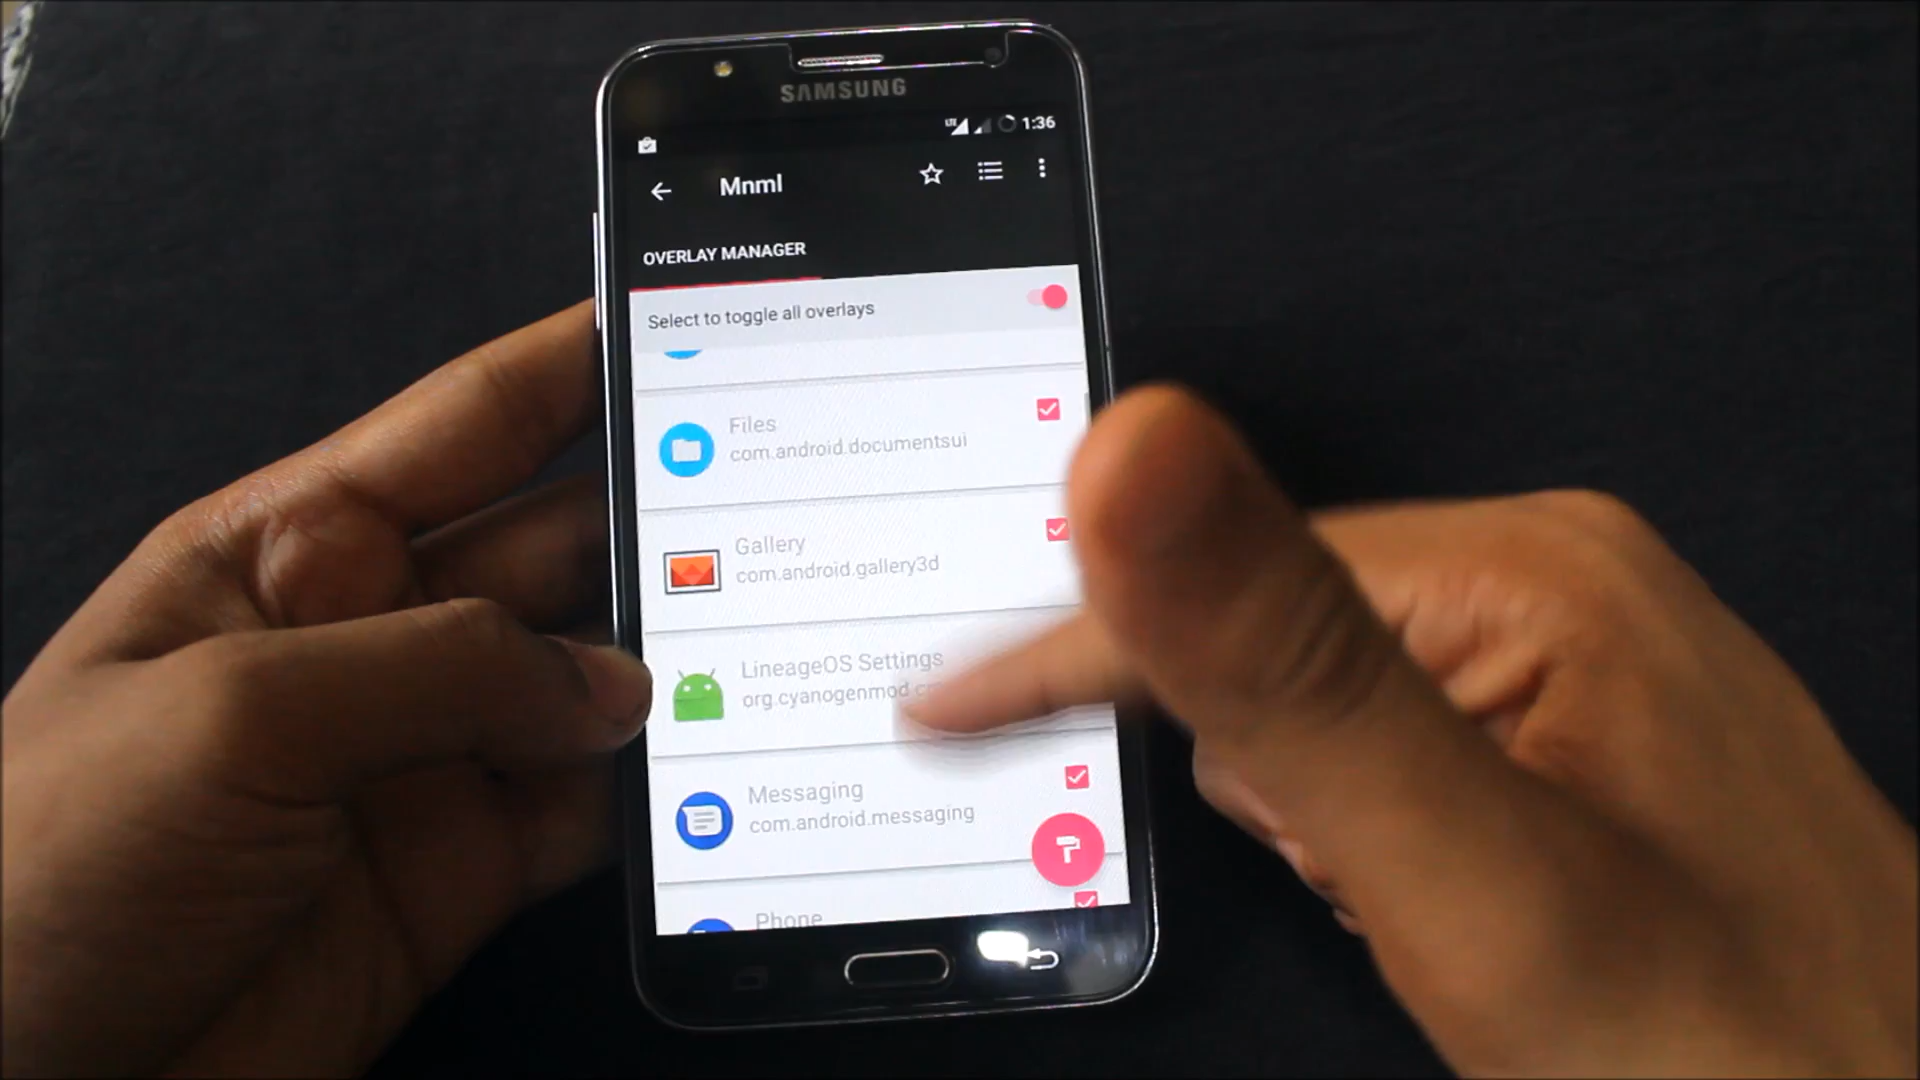 SAMSUNG
LTE 1:36
Mnml
OVERLAY MANAGER
Select to toggle all overlays
Files
com.android.documentsui
Gallery
com.android.gallery3d
LineageOS Settings
org.cyanogenmod
Messaging
com.android.messaging
Phone